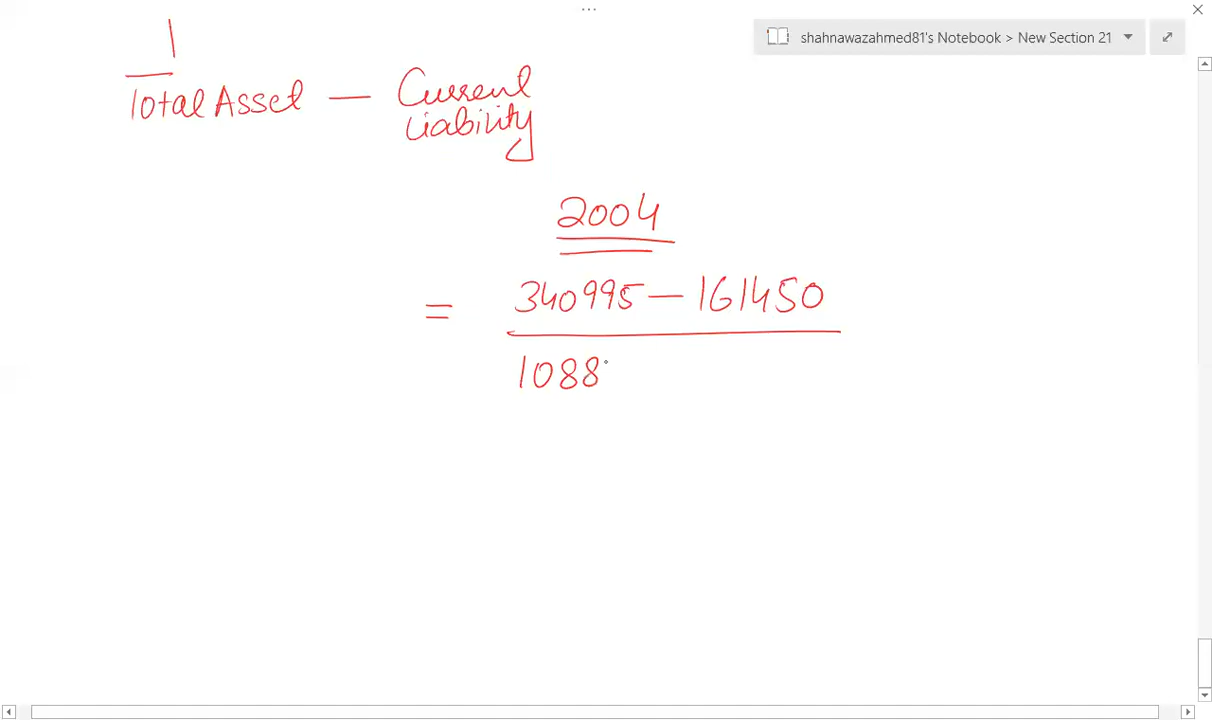 shahnawazahmed81's Notebook > New Section 21
Total Asset — Current
Liability
2004
= 340995 — 161450
1088